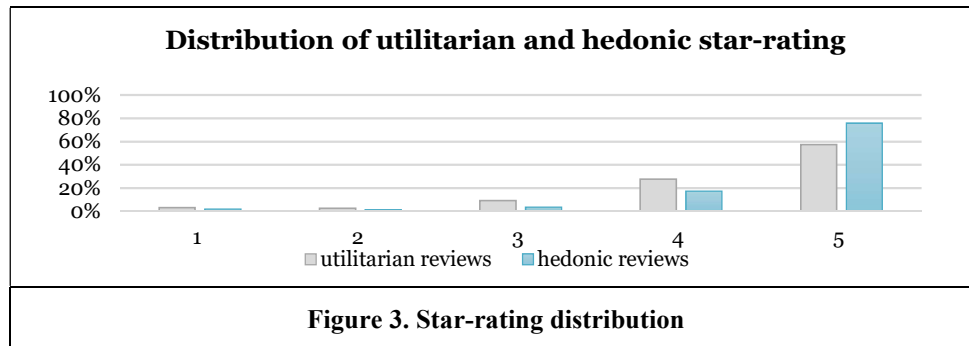 Distribution of utilitarian and hedonic star-rating
100%
80%
60%
40%
20%
0%
1 2 3 4 5
utilitarian reviews hedonic reviews
Figure 3. Star-rating distribution